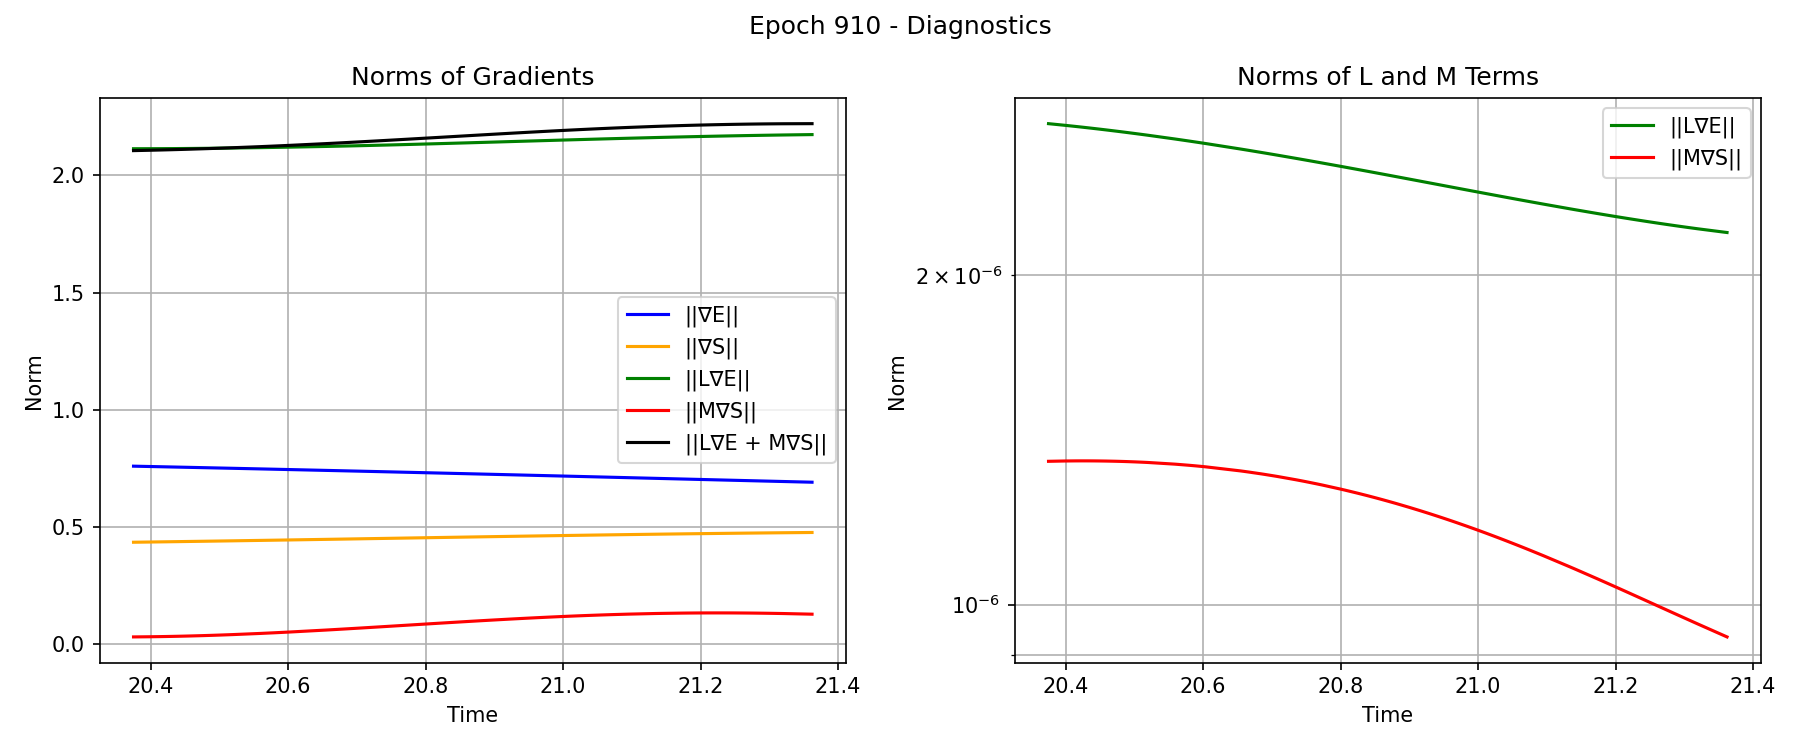 Epoch 910 - Diagnostics
Norms of Gradients
Norm
2.0
1.5
1.0
0.5
0.0
||∇E||
||∇S||
||L∇E||
||M∇S||
||L∇E + M∇S||
20.4 20.6 20.8 21.0 21.2 21.4
Time
Norms of L and M Terms
Norm
2 × 10⁻⁶
10⁻⁶
||L∇E||
||M∇S||
20.4 20.6 20.8 21.0 21.2 21.4
Time